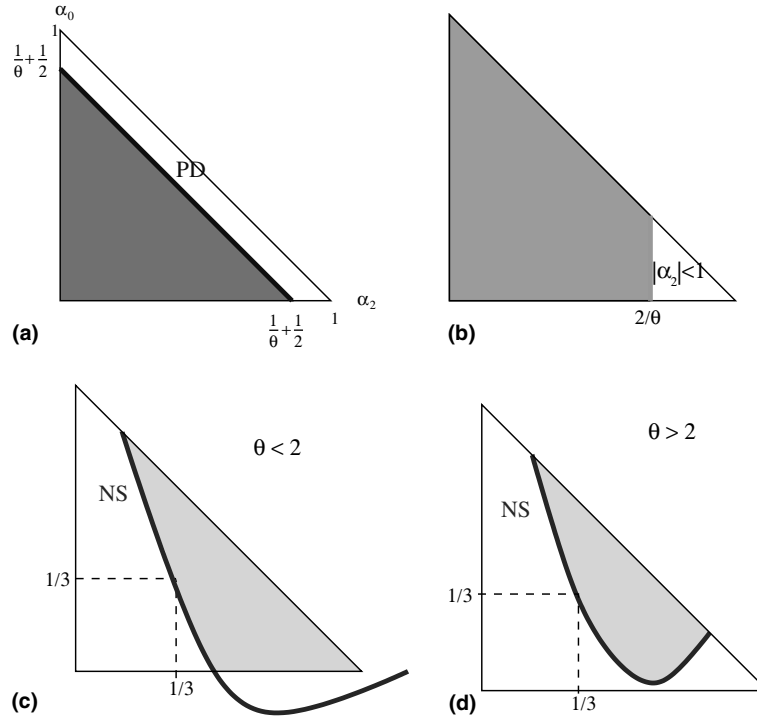 α₀
1
1/θ + 1/2
PD
α₂
1/θ + 1/2
1
(a)
|α₂|<1
2/θ
(b)
θ < 2
NS
1/3
1/3
(c)
θ > 2
NS
1/3
1/3
(d)